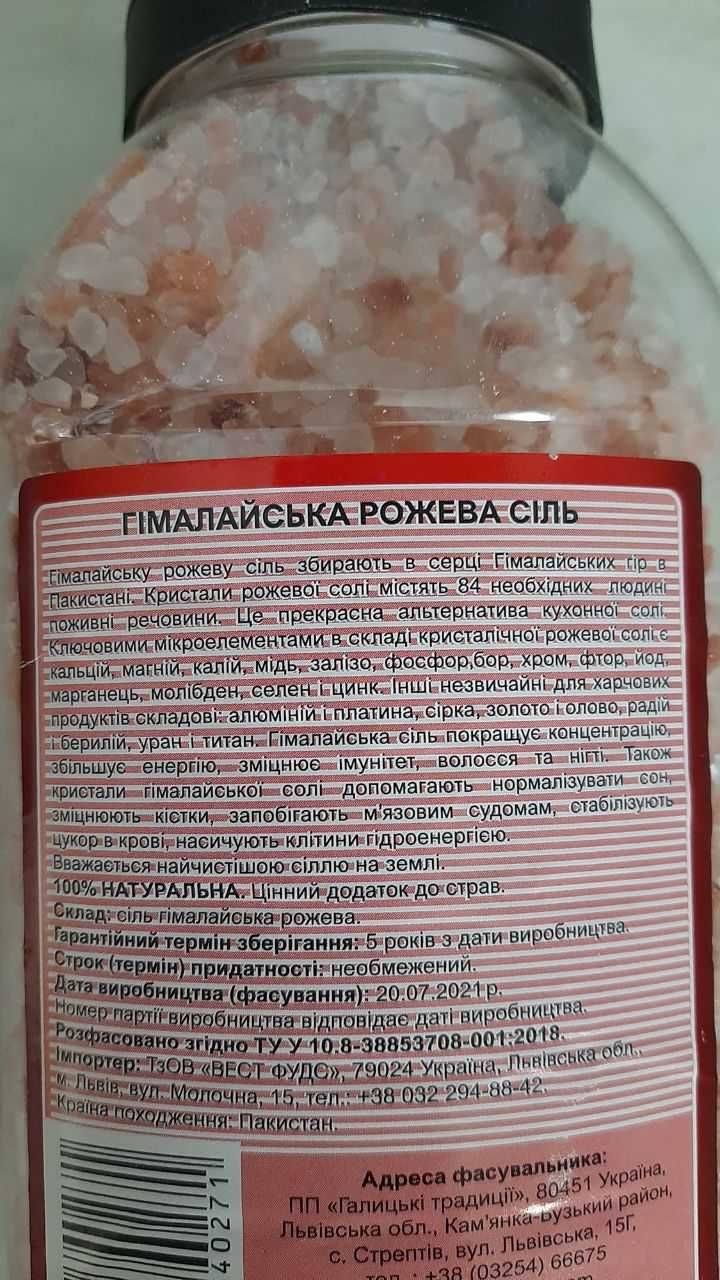 ГІМАЛАЙСЬКА РОЖЕВА СІЛЬ
Гімалайську рожеву сіль збирають в серці Гімалайських гір в
Пакистані. Кристали рожевої солі містять 84 необхідних людині
поживні речовини. Це прекрасна альтернатива кухонної солі.
Ключовими мікроелементами в складі кристалічної рожевої солі є
кальцій, магній, калій, мідь, залізо, фосфор,бор, хром, фтор, йод,
марганець, молібден, селен і цинк. Інші незвичайні для харчових
продуктів складові: алюміній і платина, сірка, золото і олово, радій
і берилій, уран і титан. Гімалайська сіль покращує концентрацію,
збільшує енергію, зміцнює імунітет, волосся та нігті. Також
кристали гімалайської солі допомагають нормалізувати сон,
зміцнюють кістки, запобігають м'язовим судомам, стабілізують
цукор в крові, насичують клітини гідроенергією.
Вважається найчистішою сіллю на землі.
100% НАТУРАЛЬНА. Цінний додаток до страв.
Склад: сіль гімалайська рожева.
Гарантійний термін зберігання: 5 років з дати виробництва.
Строк (термін) придатності: необмежений.
Дата виробництва (фасування): 20.07.2021р.
Номер партії виробництва відповідає даті виробництва.
Розфасовано згідно ТУ У 10.8-38853708-001:2018.
Імпортер: ТзОВ «ВЕСТ ФУДС», 79024 Україна, Львівська обл.,
м. Львів, вул. Молочна, 15, тел.: +38 032 294-88-42.
Країна походження: Пакистан.
Адреса фасувальника:
ПП «Галицькі традиції», 80451 Україна,
Львівська обл., Кам'янка-Бузький район,
с. Стрептів, вул. Львівська, 15Г,
тел.: +38 (03254) 66675
40271